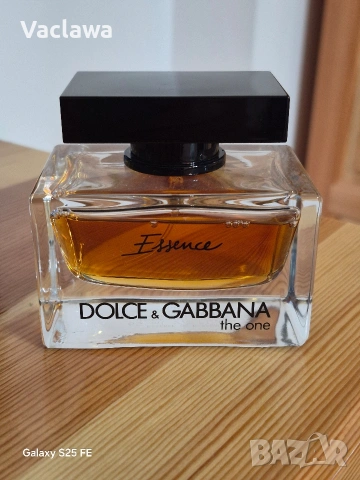 Vaclawa
Essence
DOLCE & GABBANA
the one
Galaxy S25 FE
BAZAR